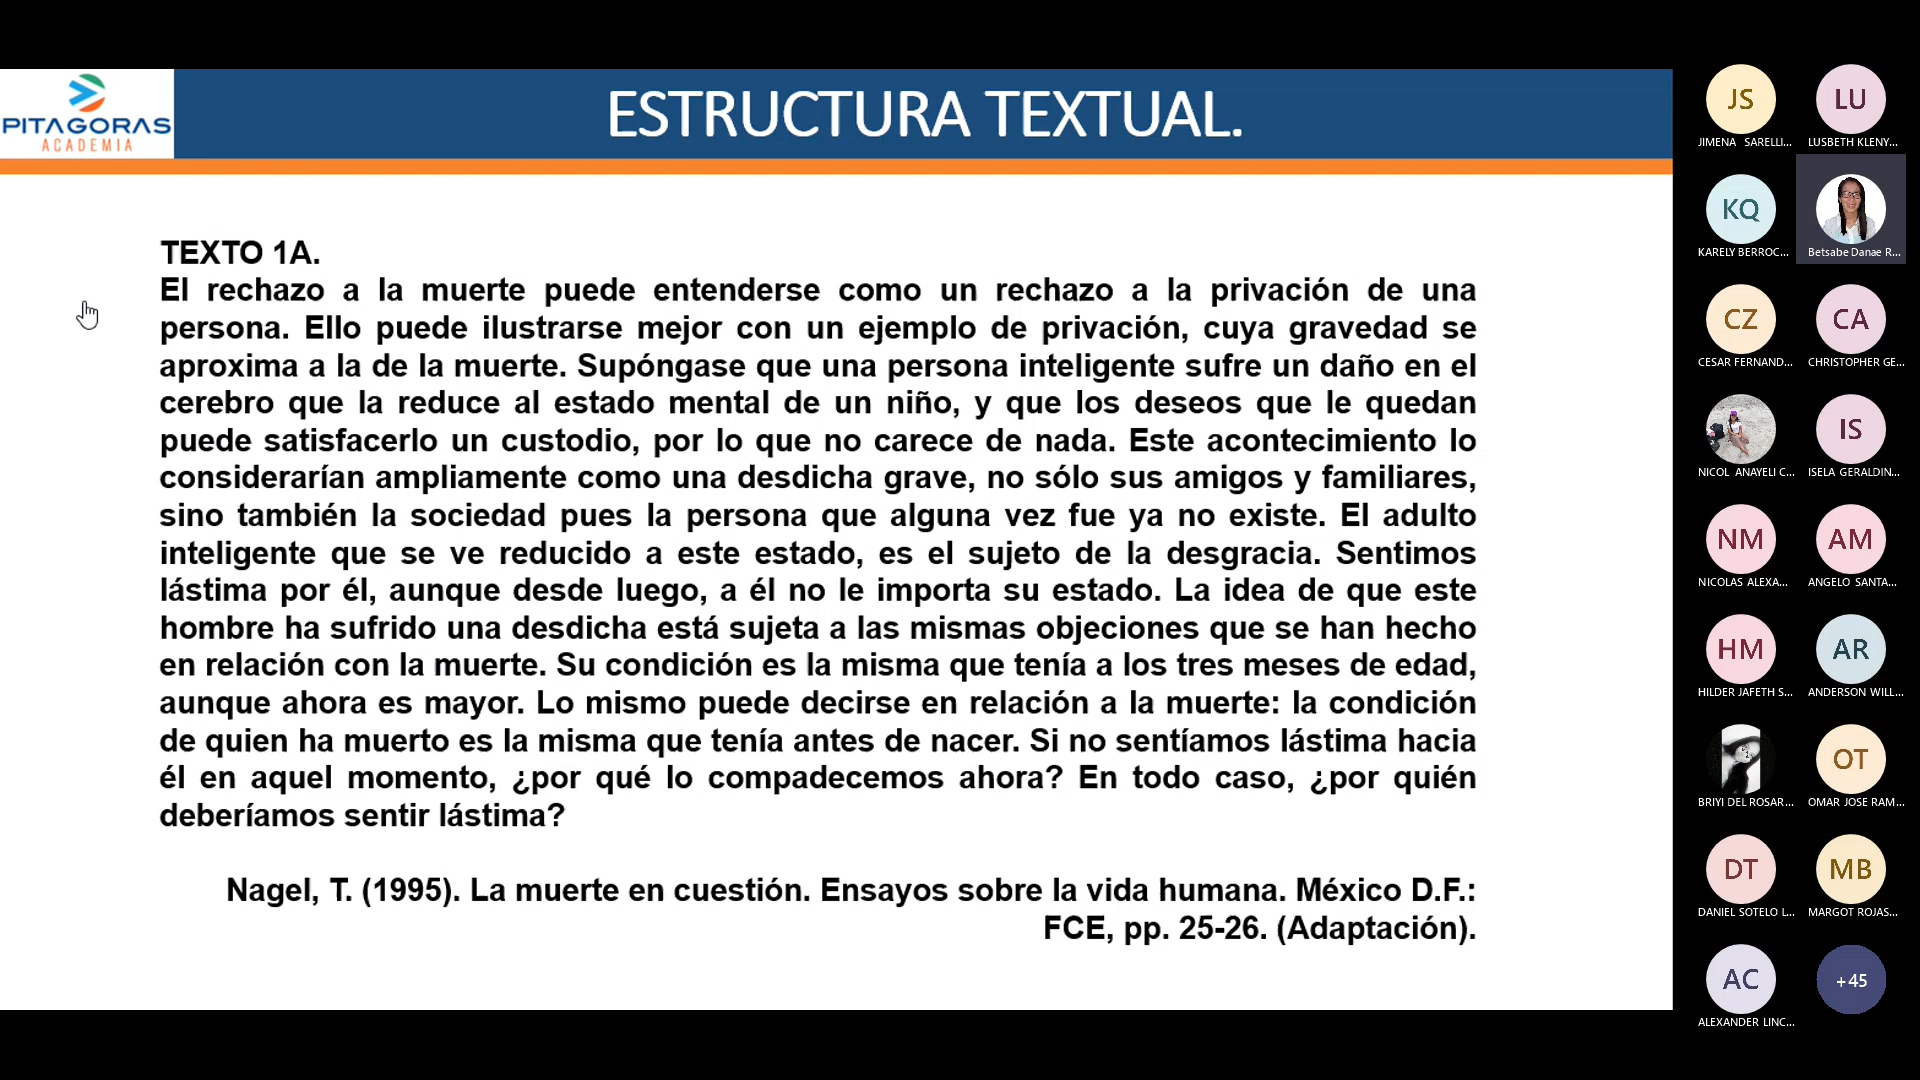 PITAGORAS
ACADEMIA
ESTRUCTURA TEXTUAL.
TEXTO 1A.
El rechazo a la muerte puede entenderse como un rechazo a la privación de una
persona. Ello puede ilustrarse mejor con un ejemplo de privación, cuya gravedad se
aproxima a la de la muerte. Supóngase que una persona inteligente sufre un daño en el
cerebro que la reduce al estado mental de un niño, y que los deseos que le quedan
puede satisfacerlo un custodio, por lo que no carece de nada. Este acontecimiento lo
considerarían ampliamente como una desdicha grave, no sólo sus amigos y familiares,
sino también la sociedad pues la persona que alguna vez fue ya no existe. El adulto
inteligente que se ve reducido a este estado, es el sujeto de la desgracia. Sentimos
lástima por él, aunque desde luego, a él no le importa su estado. La idea de que este
hombre ha sufrido una desdicha está sujeta a las mismas objeciones que se han hecho
en relación con la muerte. Su condición es la misma que tenía a los tres meses de edad,
aunque ahora es mayor. Lo mismo puede decirse en relación a la muerte: la condición
de quien ha muerto es la misma que tenía antes de nacer. Si no sentíamos lástima hacia
él en aquel momento, ¿por qué lo compadecemos ahora? En todo caso, ¿por quién
deberíamos sentir lástima?
Nagel, T. (1995). La muerte en cuestión. Ensayos sobre la vida humana. México D.F.:
FCE, pp. 25-26. (Adaptación).
JS
JIMENA SARELLI...
LU
LUSBETH KLENY...
KQ
KARELY BERROC...
Betsabe Danae R...
CZ
CESAR FERNAND...
CA
CHRISTOPHER GE...
NICOL ANAYELI C...
IS
ISELA GERALDIN...
NM
NICOLAS ALEXA...
AM
ANGELO SANTA...
HM
HILDER JAFETH S...
AR
ANDERSON WILL...
BRIYI DEL ROSAR...
OT
OMAR JOSE RAM...
DT
DANIEL SOTELO L...
MB
MARGOT ROJAS...
AC
ALEXANDER LINC...
+45